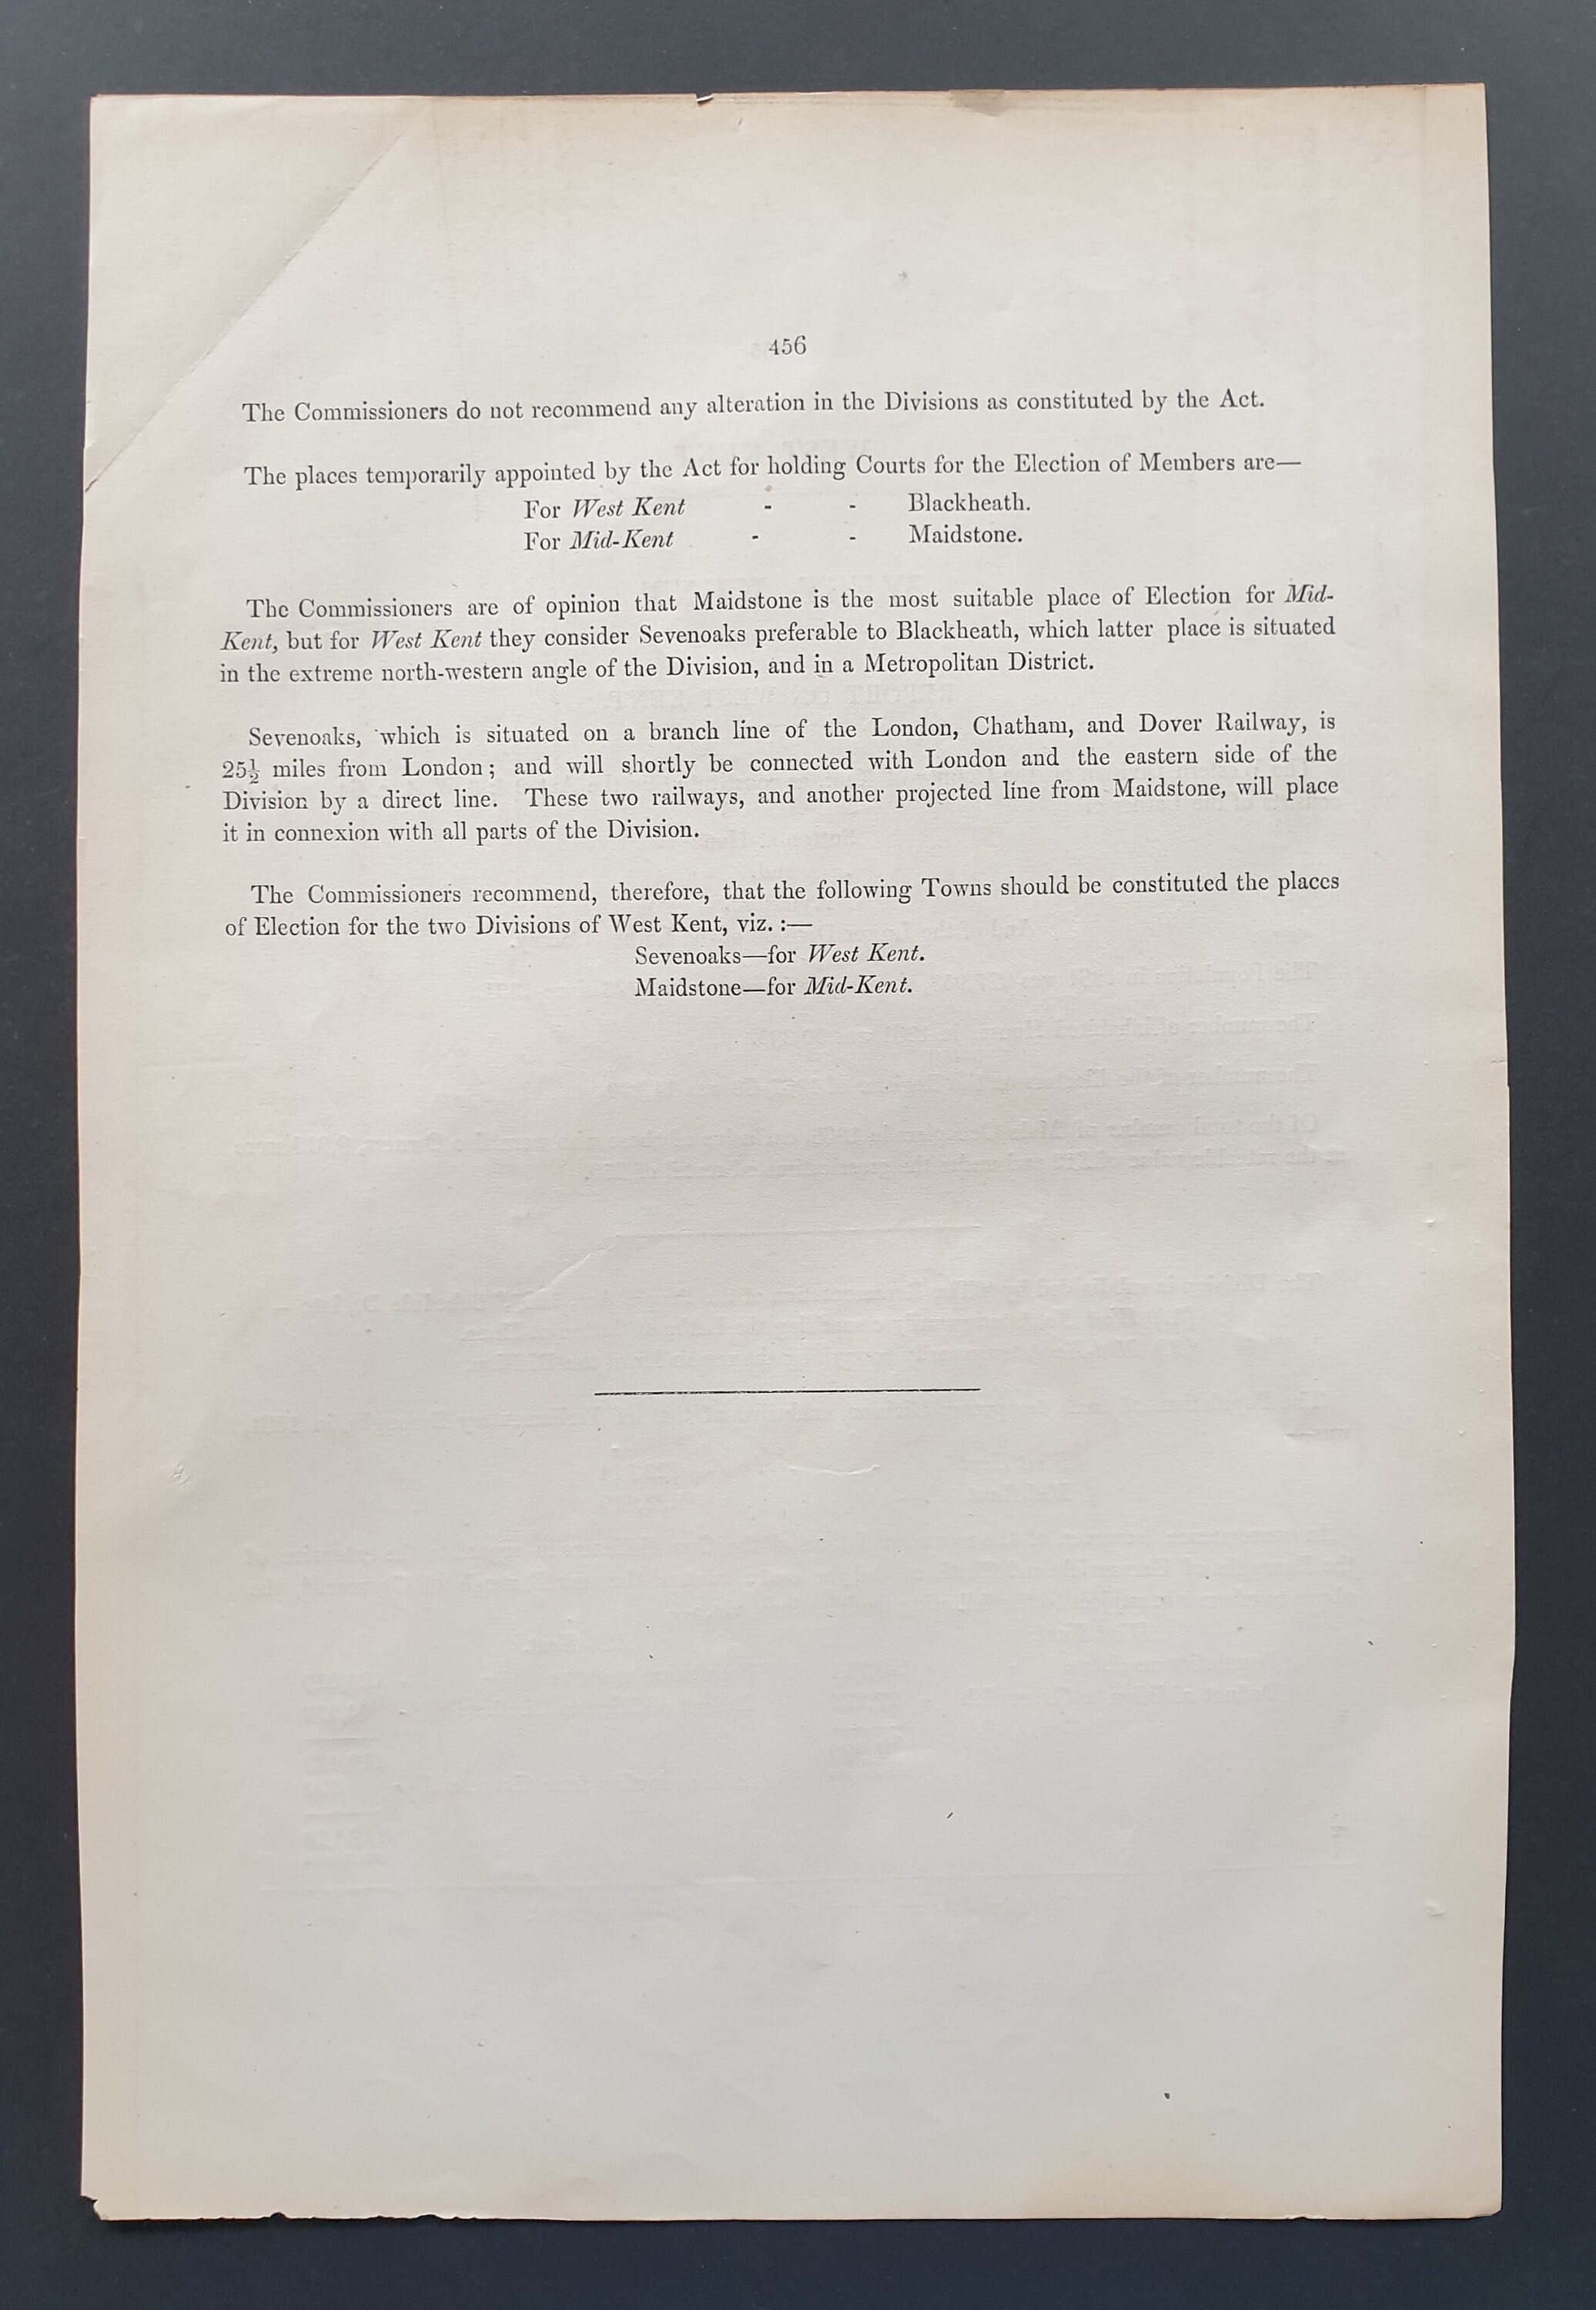 456
The Commissioners do not recommend any alteration in the Divisions as constituted by the Act.
The places temporarily appointed by the Act for holding Courts for the Election of Members are—
For West Kent - - Blackheath.
For Mid-Kent - - Maidstone.
The Commissioners are of opinion that Maidstone is the most suitable place of Election for Mid-
Kent, but for West Kent they consider Sevenoaks preferable to Blackheath, which latter place is situated
in the extreme north-western angle of the Division, and in a Metropolitan District.
Sevenoaks, which is situated on a branch line of the London, Chatham, and Dover Railway, is
25½ miles from London; and will shortly be connected with London and the eastern side of the
Division by a direct line. These two railways, and another projected line from Maidstone, will place
it in connexion with all parts of the Division.
The Commissioners recommend, therefore, that the following Towns should be constituted the places
of Election for the two Divisions of West Kent, viz. :—
Sevenoaks—for West Kent.
Maidstone—for Mid-Kent.